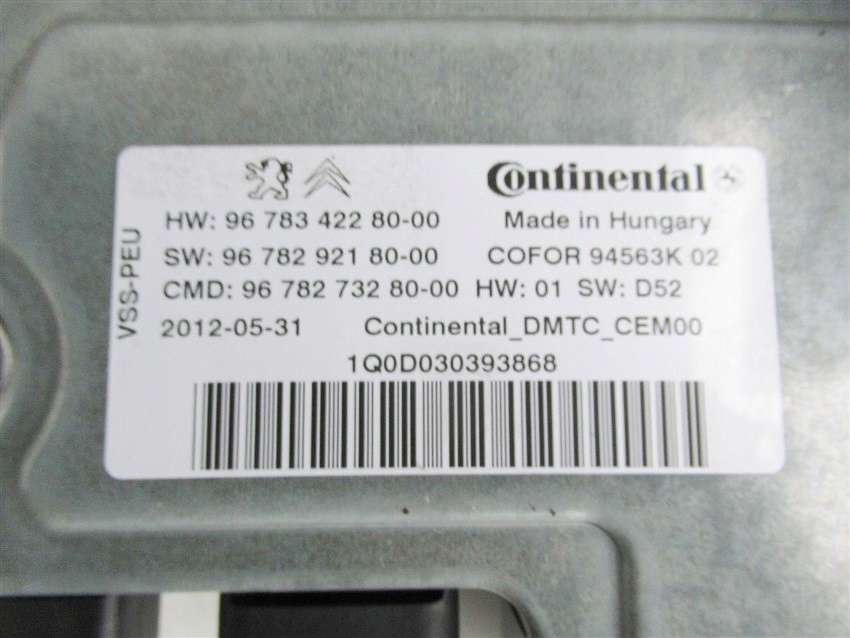 Continental
HW: 96 783 422 80-00 Made in Hungary
SW: 96 782 921 80-00 COFOR 94563K 02
CMD: 96 782 732 80-00 HW: 01 SW: D52
2012-05-31 Continental_DMTC_CEM00
1Q0D030393868
VSS-PEU